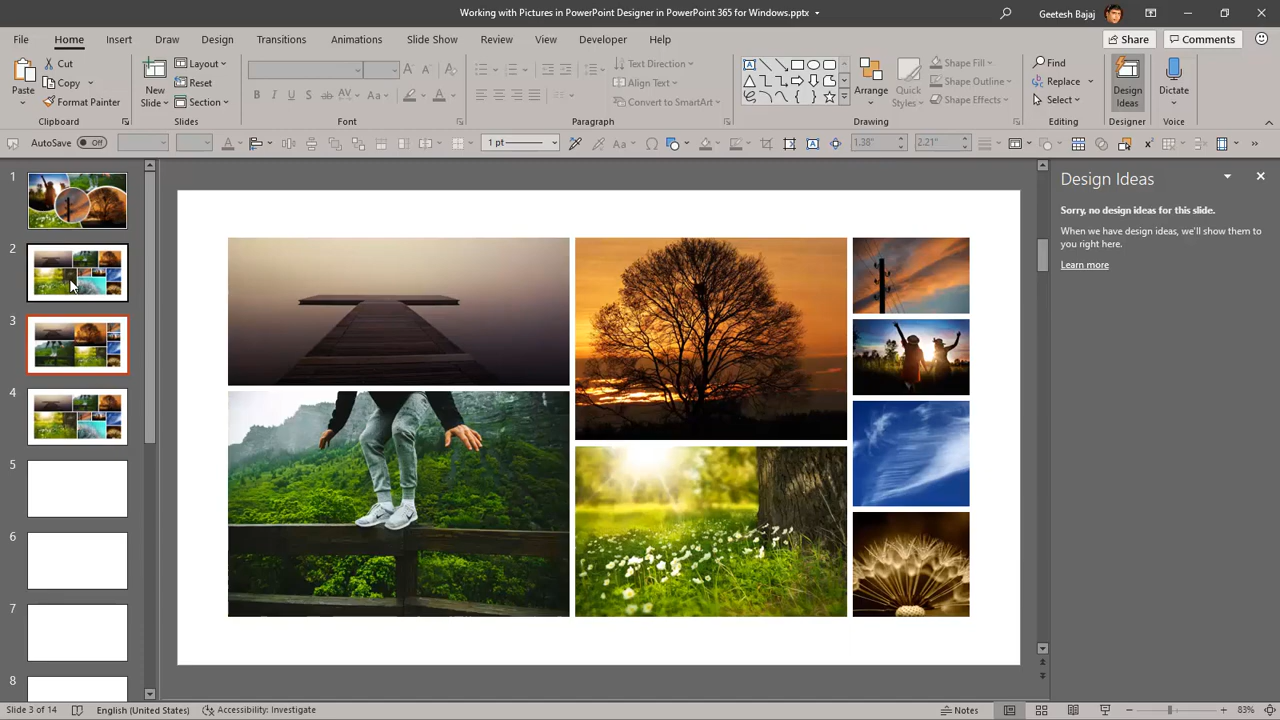 Working with Pictures in PowerPoint Designer in PowerPoint 365 for Windows.pptx
Geetesh Bajaj
File Home Insert Draw Design Transitions Animations Slide Show Review View Developer Help Share Comments
Paste
Cut
Copy
Format Painter
Clipboard
New Slide
Layout
Reset
Section
Slides
B I U S ab AV Aa A
Font
Text Direction
Align Text
Convert to SmartArt
Paragraph
Arrange
Quick Styles
Shape Fill
Shape Outline
Shape Effects
Drawing
Find
Replace
Select
Editing
Design Ideas
Designer
Dictate
Voice
AutoSave Off 1 pt 1.38" 2.21"
1
2
3
4
5
6
7
8
Design Ideas
Sorry, no design ideas for this slide.
When we have design ideas, we'll show them to
you right here.
Learn more
Slide 3 of 14 English (United States) Accessibility: Investigate Notes 83%